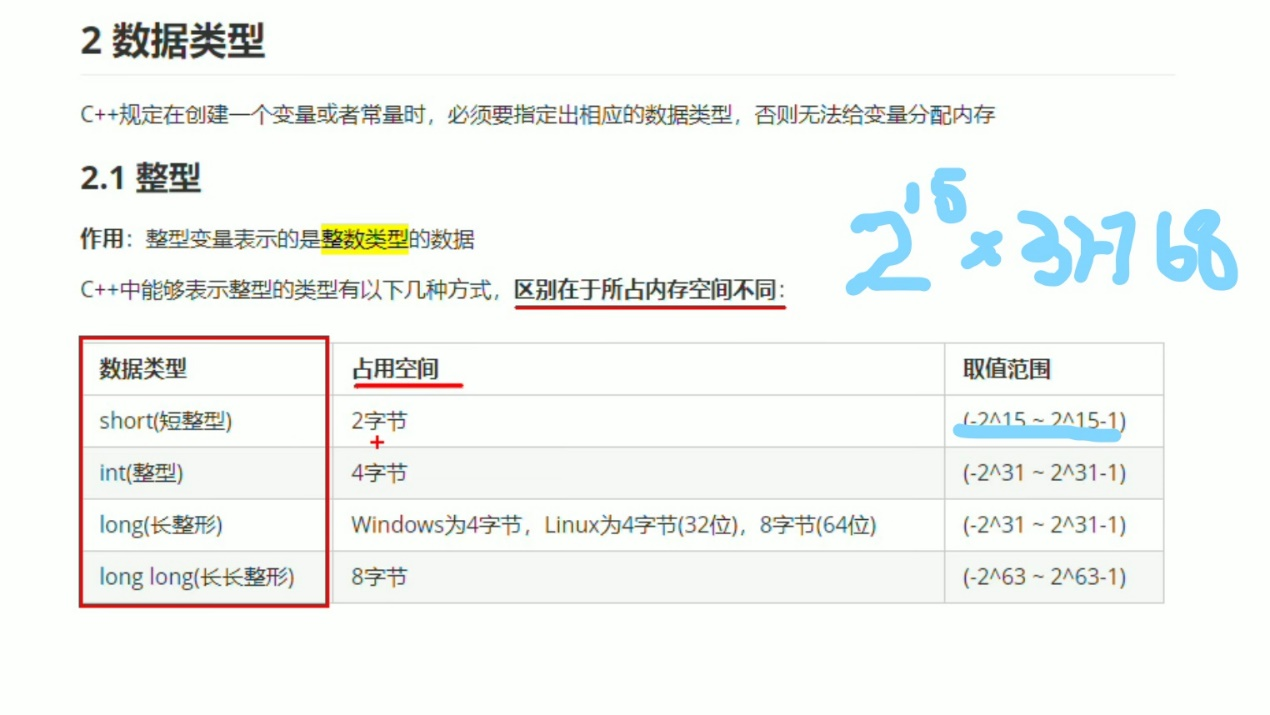 2 数据类型
C++规定在创建一个变量或者常量时，必须要指定出相应的数据类型，否则无法给变量分配内存
2.1 整型
作用：整型变量表示的是整数类型的数据
C++中能够表示整型的类型有以下几种方式，区别在于所占内存空间不同：
2^15 × 32768
数据类型 占用空间 取值范围
short(短整型) 2字节 (-2^15 ~ 2^15-1)
int(整型) 4字节 (-2^31 ~ 2^31-1)
long(长整形) Windows为4字节，Linux为4字节(32位)，8字节(64位) (-2^31 ~ 2^31-1)
long long(长长整形) 8字节 (-2^63 ~ 2^63-1)